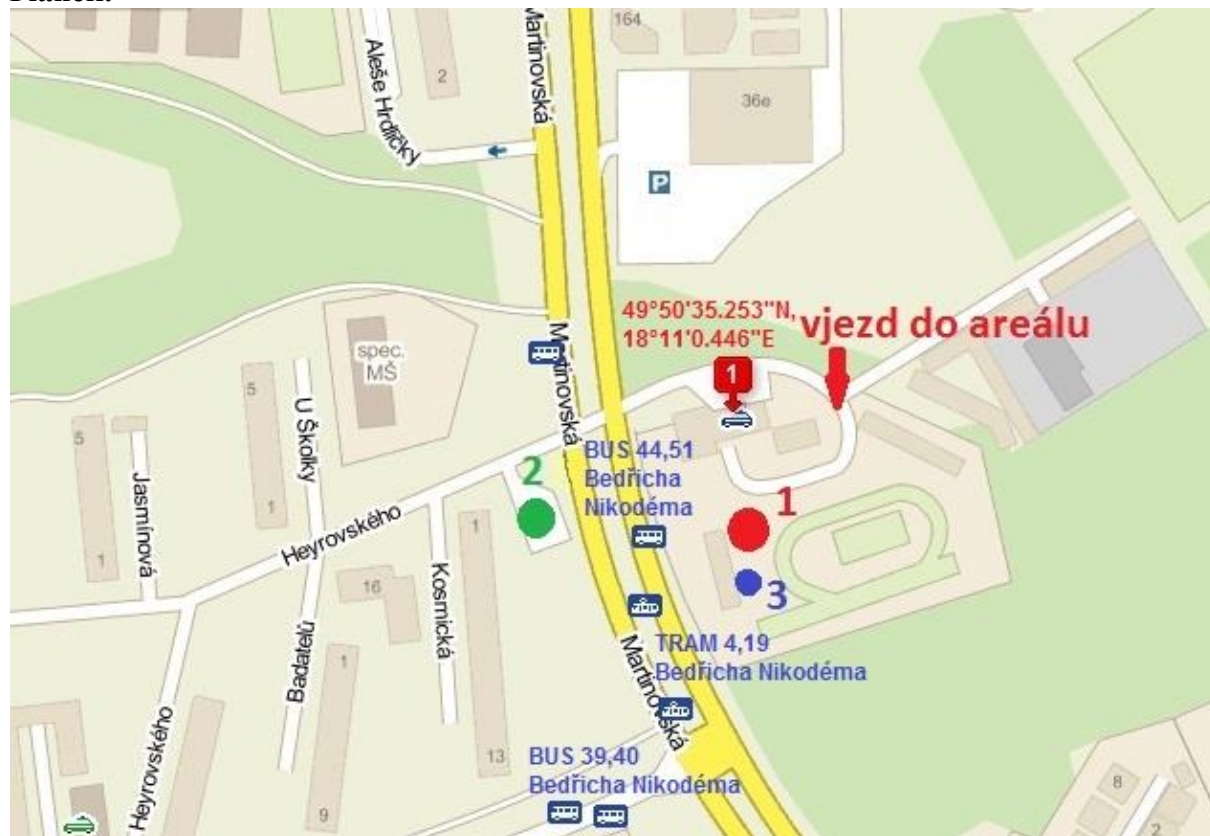 164
Martinovská
Aleše Hrdličky
2
36e
P
49°50'35.253"N,
18°11'0.446"E
vjezd do areálu
1
Martinovská
spec.
MŠ
5
5
U Školky
BUS 44,51
Bedřicha
Nikodéma
2
1
Jasmínová
1
1
1
Heyrovského
16
Kosmická
3
TRAM 4,19
Bedřicha Nikodéma
Badatelů
1
Martinovská
Heyrovského
13
BUS 39,40
Bedřicha Nikodéma
9
8
2